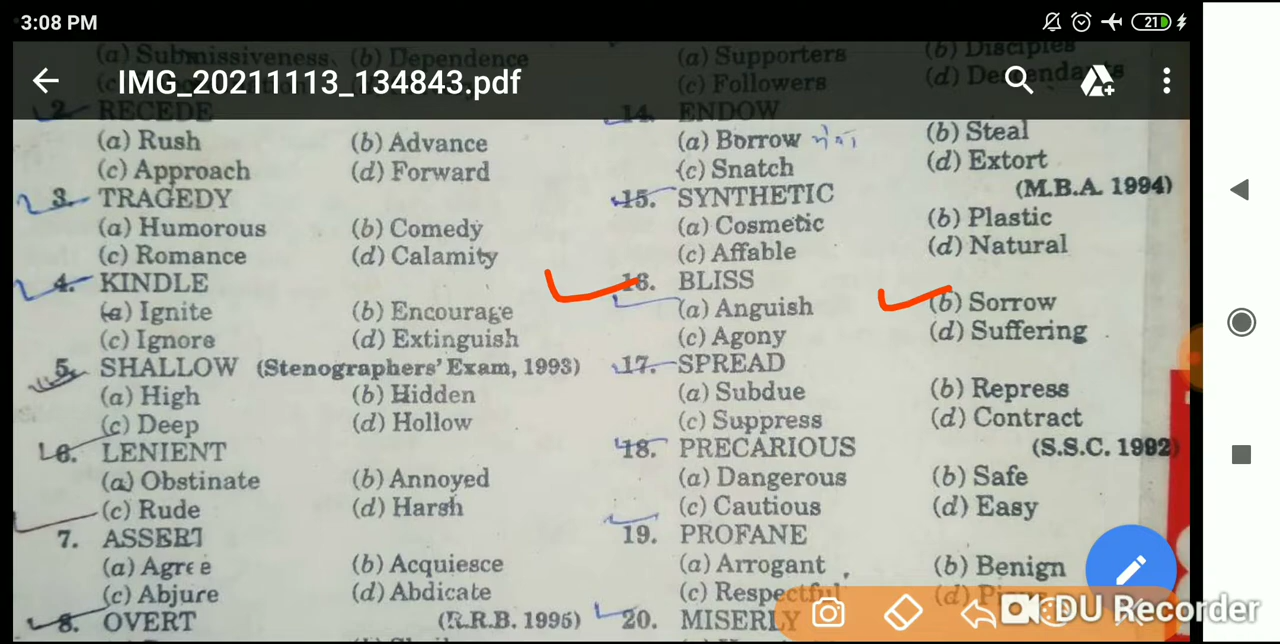 3:08 PM
21
IMG_20211113_134843.pdf
(a) Submissiveness (b) Dependence
2. RECEDE
(a) Rush (b) Advance
(c) Approach (d) Forward
3. TRAGEDY
(a) Humorous (b) Comedy
(c) Romance (d) Calamity
4. KINDLE
(a) Ignite (b) Encourage
(c) Ignore (d) Extinguish
5. SHALLOW (Stenographers' Exam, 1993)
(a) High (b) Hidden
(c) Deep (d) Hollow
6. LENIENT
(a) Obstinate (b) Annoyed
(c) Rude (d) Harsh
7. ASSERT
(a) Agree (b) Acquiesce
(c) Abjure (d) Abdicate
8. OVERT (R.R.B. 1995)
(a) Supporters (b) Disciples
(c) Followers (d) Descendants
14. ENDOW
(a) Borrow (b) Steal
(c) Snatch (d) Extort
(M.B.A. 1994)
15. SYNTHETIC
(a) Cosmetic (b) Plastic
(c) Affable (d) Natural
16. BLISS
(a) Anguish (b) Sorrow
(c) Agony (d) Suffering
17. SPREAD
(a) Subdue (b) Repress
(c) Suppress (d) Contract
18. PRECARIOUS (S.S.C. 1992)
(a) Dangerous (b) Safe
(c) Cautious (d) Easy
19. PROFANE
(a) Arrogant (b) Benign
(c) Respectful (d)
20. MISERLY
DU Recorder